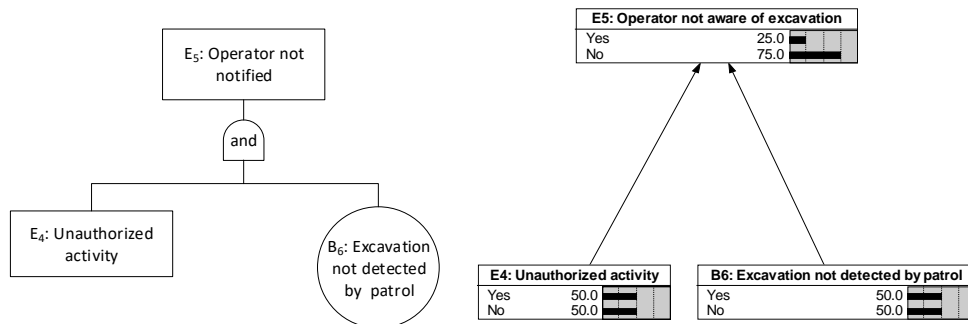 E5: Operator not
notified
and
E4: Unauthorized
activity
B6: Excavation
not detected
by patrol
E5: Operator not aware of excavation
Yes 25.0
No 75.0
E4: Unauthorized activity
Yes 50.0
No 50.0
B6: Excavation not detected by patrol
Yes 50.0
No 50.0